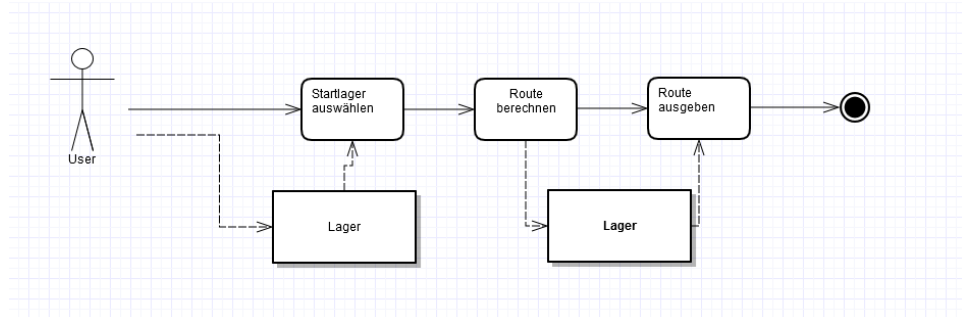 Startlager
auswählen
Route
berechnen
Route
ausgeben
User
Lager
Lager